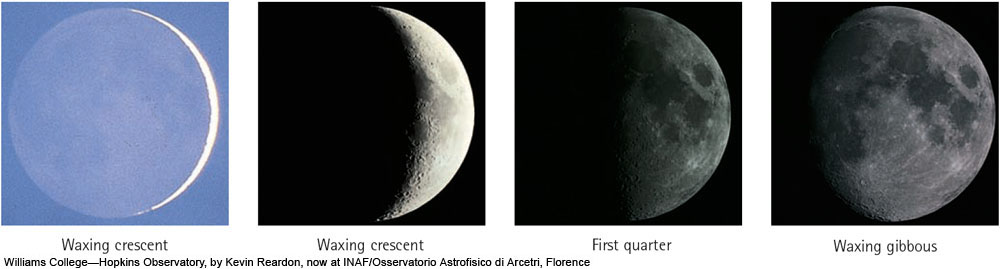 Waxing crescent
Waxing crescent
First quarter
Waxing gibbous
Williams College—Hopkins Observatory, by Kevin Reardon, now at INAF/Osservatorio Astrofisico di Arcetri, Florence